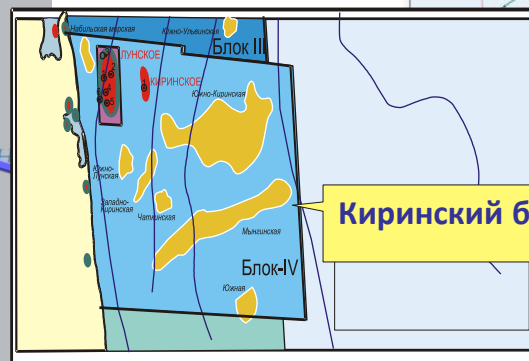 Набильская морская
Южно-Ульвинская
Блок III
ЛУНСКОЕ
КИРИНСКОЕ
Южно-Киринская
Южно-
Лунская
Западно-
Киринская
Чаткинская
Мынгинская
Киринский б
Блок-IV
Южная